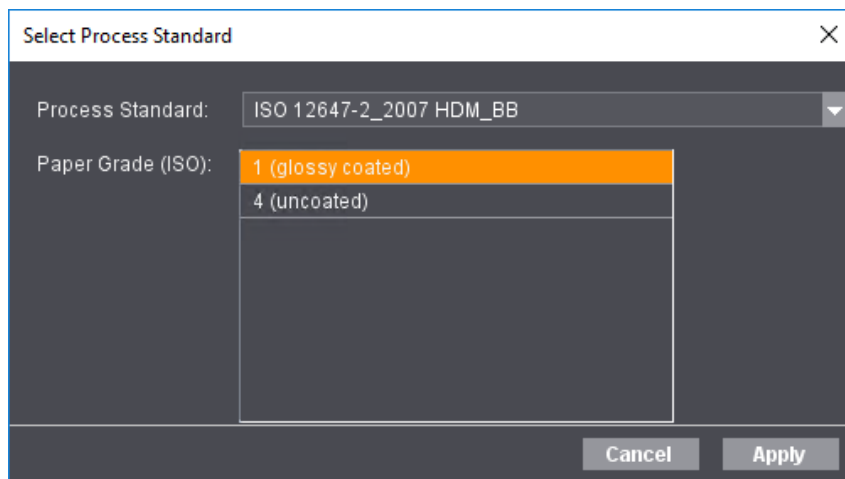 Select Process Standard
Process Standard: ISO 12647-2_2007 HDM_BB
Paper Grade (ISO): 1 (glossy coated)
4 (uncoated)
Cancel Apply